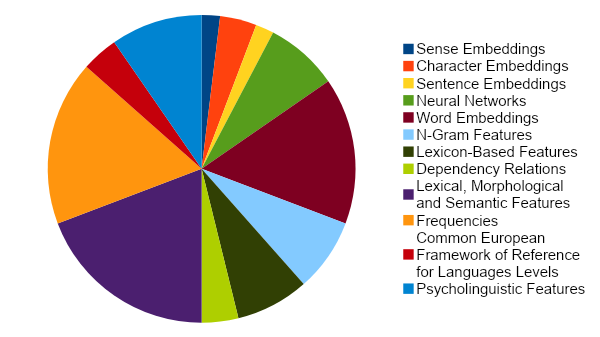 Sense Embeddings
Character Embeddings
Sentence Embeddings
Neural Networks
Word Embeddings
N-Gram Features
Lexicon-Based Features
Dependency Relations
Lexical, Morphological
and Semantic Features
Frequencies
Common European
Framework of Reference
for Languages Levels
Psycholinguistic Features